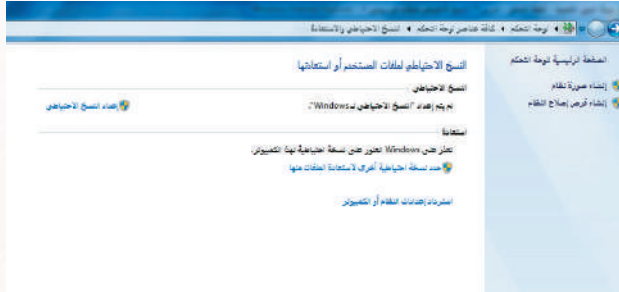 لوحة التحكم ◂ كافة عناصر لوحة التحكم ◂ النسخ الاحتياطي والاستعادة
الصفحة الرئيسية للوحة التحكم
إنشاء صورة نظام
إنشاء قرص إصلاح النظام
النسخ الاحتياطي لملفات المستخدم أو استعادتها
النسخ الاحتياطي
لم يتم إعداد "النسخ الاحتياطي لـ Windows".
إعداد النسخ الاحتياطي
استعادة
تعذر على Windows العثور على نسخة احتياطية لهذا الكمبيوتر.
حدد نسخة احتياطية أخرى لاستعادة الملفات منها
استرداد إعدادات النظام أو الكمبيوتر